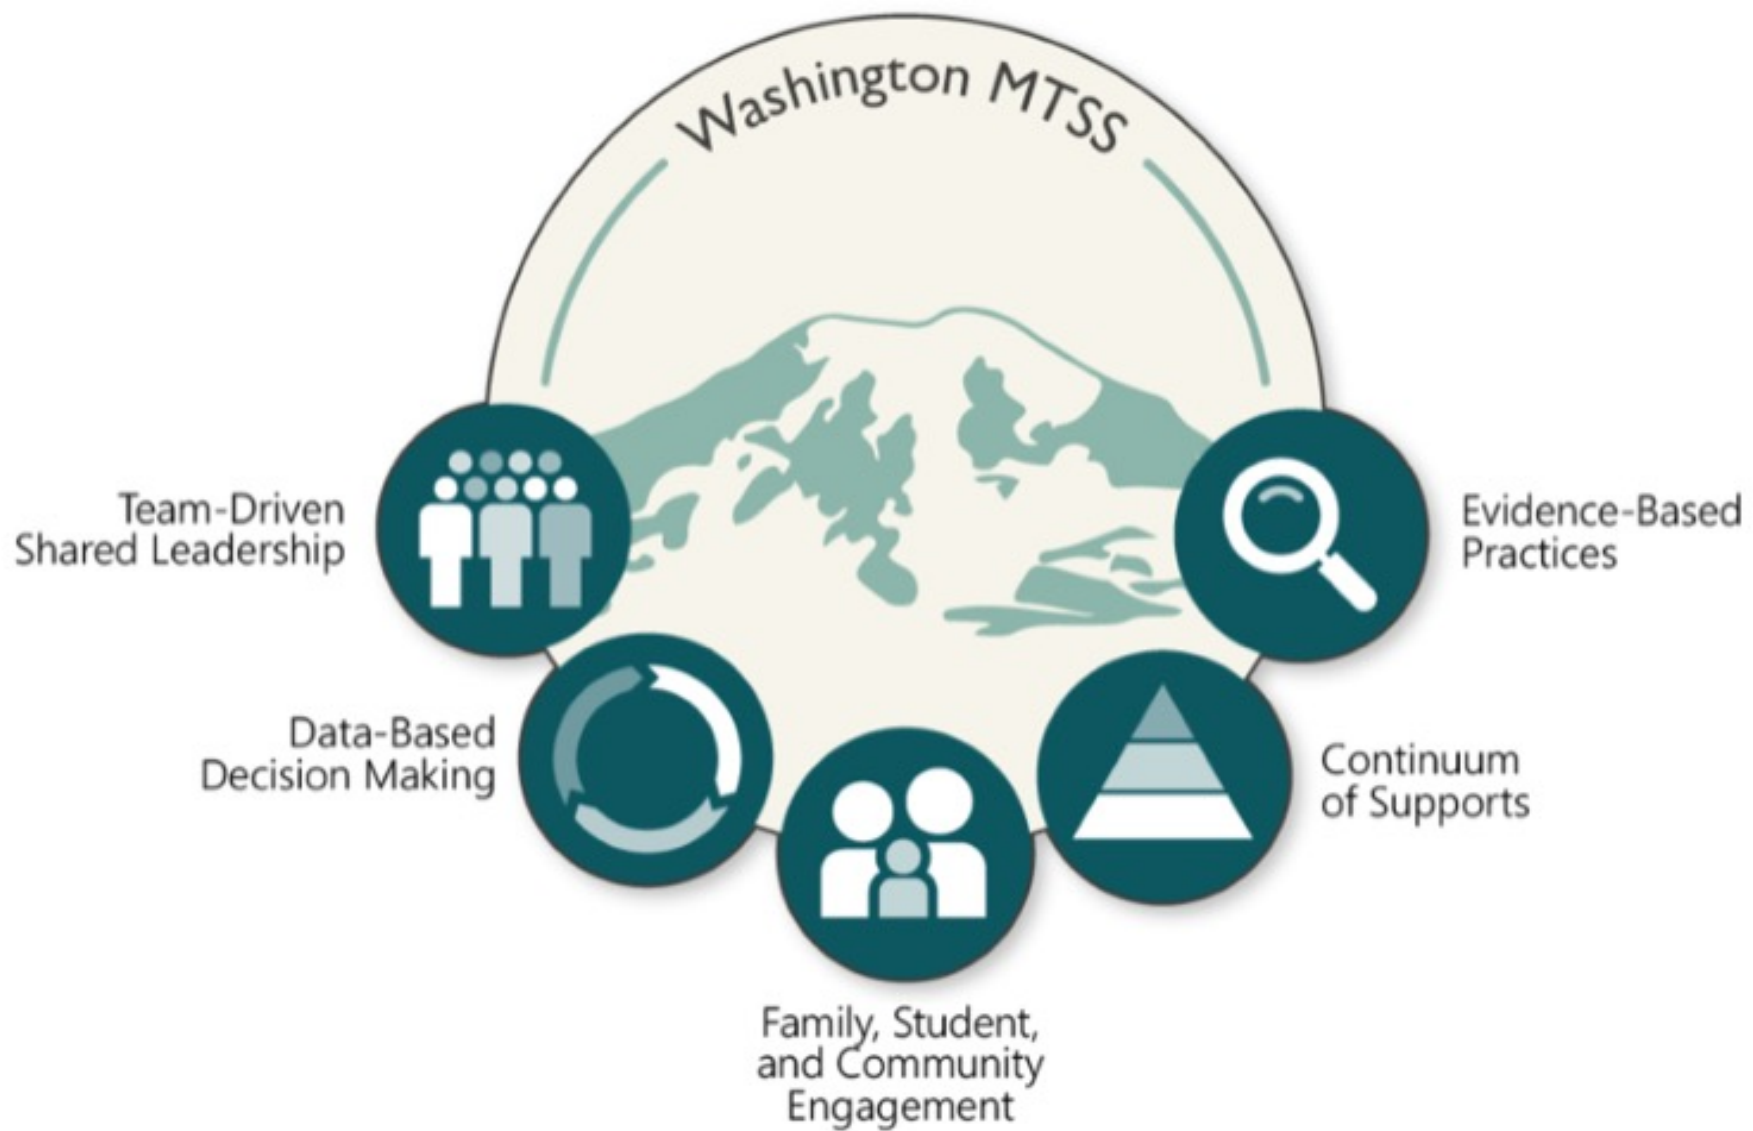 Washington MTSS
Team-Driven
Shared Leadership
Evidence-Based
Practices
Data-Based
Decision Making
Continuum
of Supports
Family, Student,
and Community
Engagement